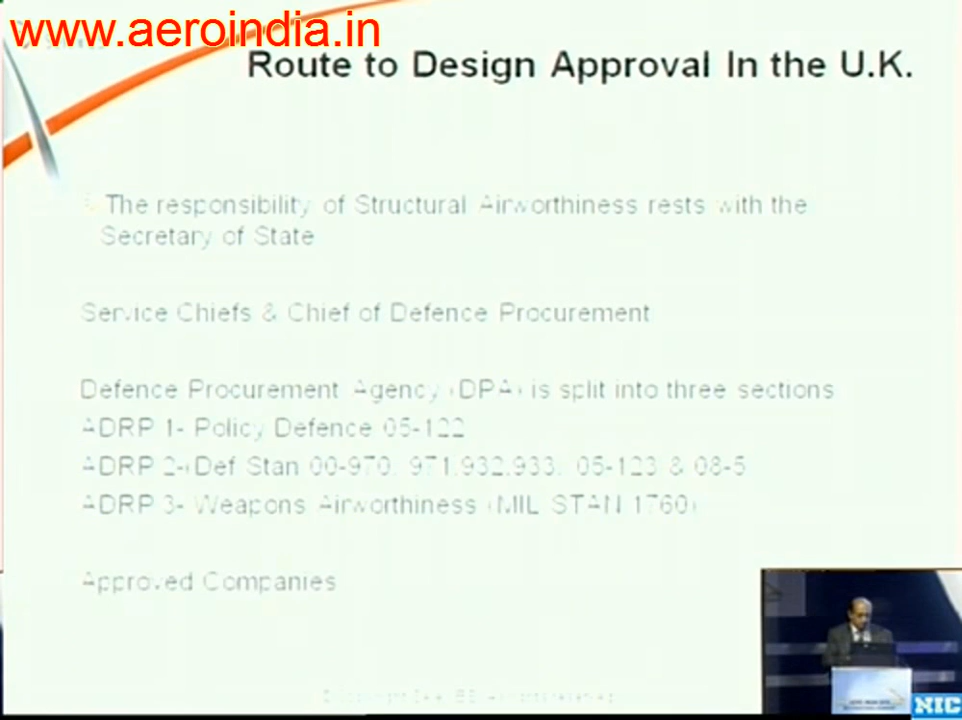 www.aeroindia.in
Route to Design Approval In the U.K.
The responsibility of Structural Airworthiness rests with the
Secretary of State
Service Chiefs & Chief of Defence Procurement
Defence Procurement Agency (DPA) is split into three sections
ADRP 1- Policy Defence 05-122
ADRP 2-(Def Stan 00-970, 971,932,933, 05-123 & 08-5
ADRP 3- Weapons Airworthiness (MIL STAN 1760)
Approved Companies
NIC